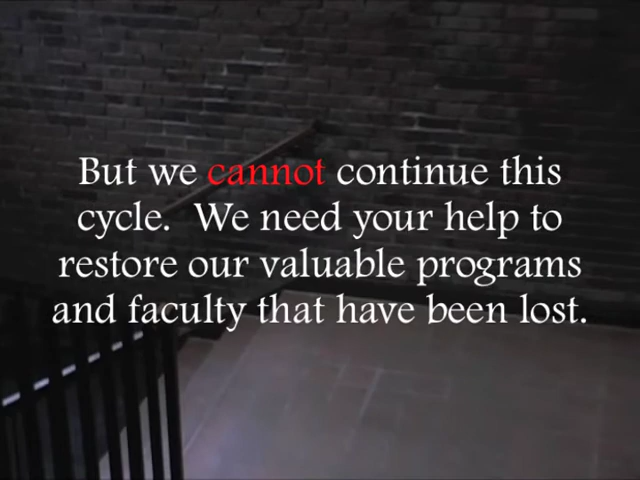 But we cannot continue this
cycle.  We need your help to
restore our valuable programs
and faculty that have been lost.